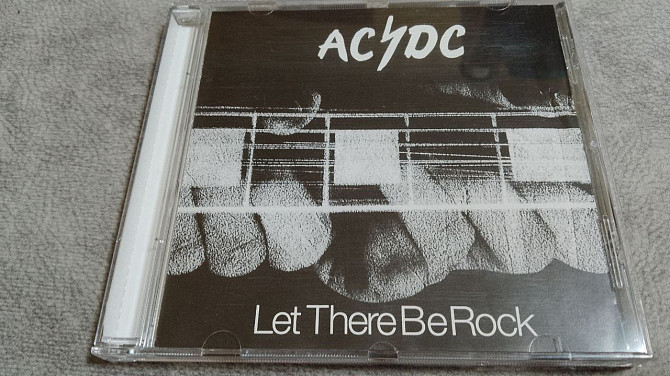 AC⚡DC
Let There Be Rock